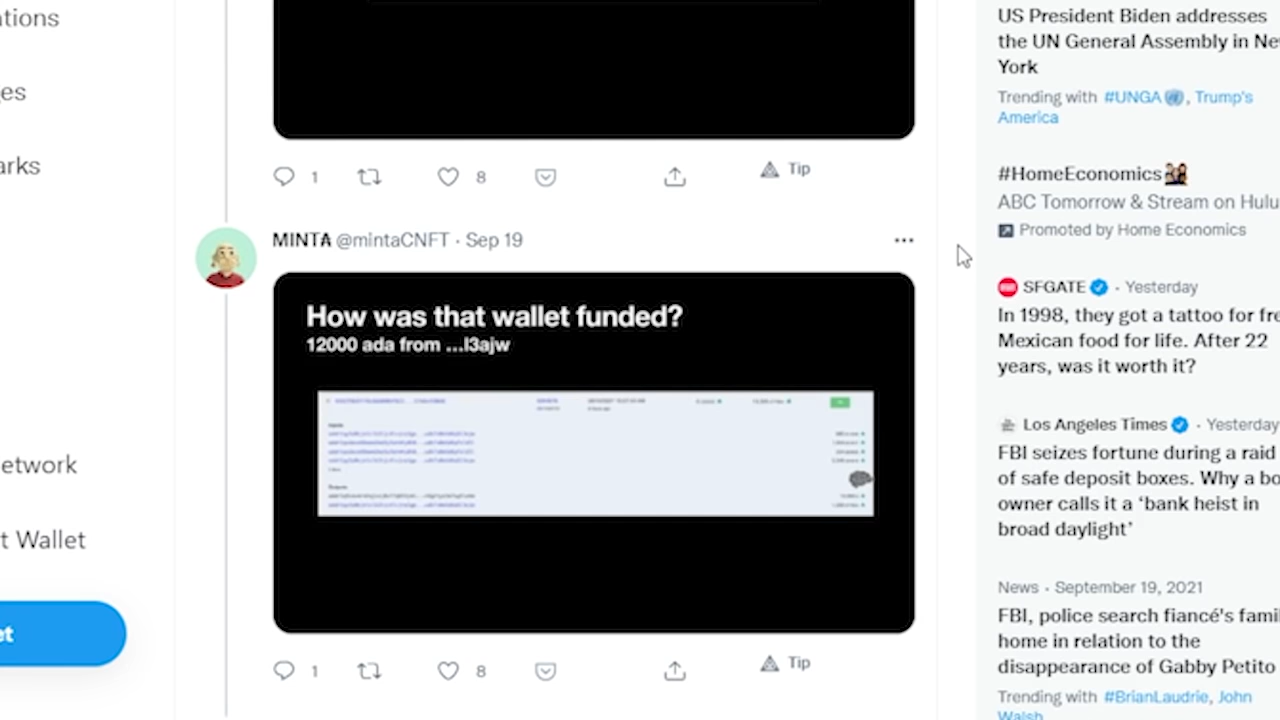 ations
ges
arks
etwork
t Wallet
et
1
8
Tip
MINTA @mintaCNFT · Sep 19
How was that wallet funded?
12000 ada from ...l3ajw
1
8
Tip
US President Biden addresses
the UN General Assembly in Ne
York
Trending with #UNGA, Trump's
America
#HomeEconomics
ABC Tomorrow & Stream on Hulu
Promoted by Home Economics
SFGATE · Yesterday
In 1998, they got a tattoo for fre
Mexican food for life. After 22
years, was it worth it?
Los Angeles Times · Yesterday
FBI seizes fortune during a raid
of safe deposit boxes. Why a bo
owner calls it a ‘bank heist in
broad daylight’
News · September 19, 2021
FBI, police search fiancé's famil
home in relation to the
disappearance of Gabby Petito
Trending with #BrianLaudrie, John
Walsh